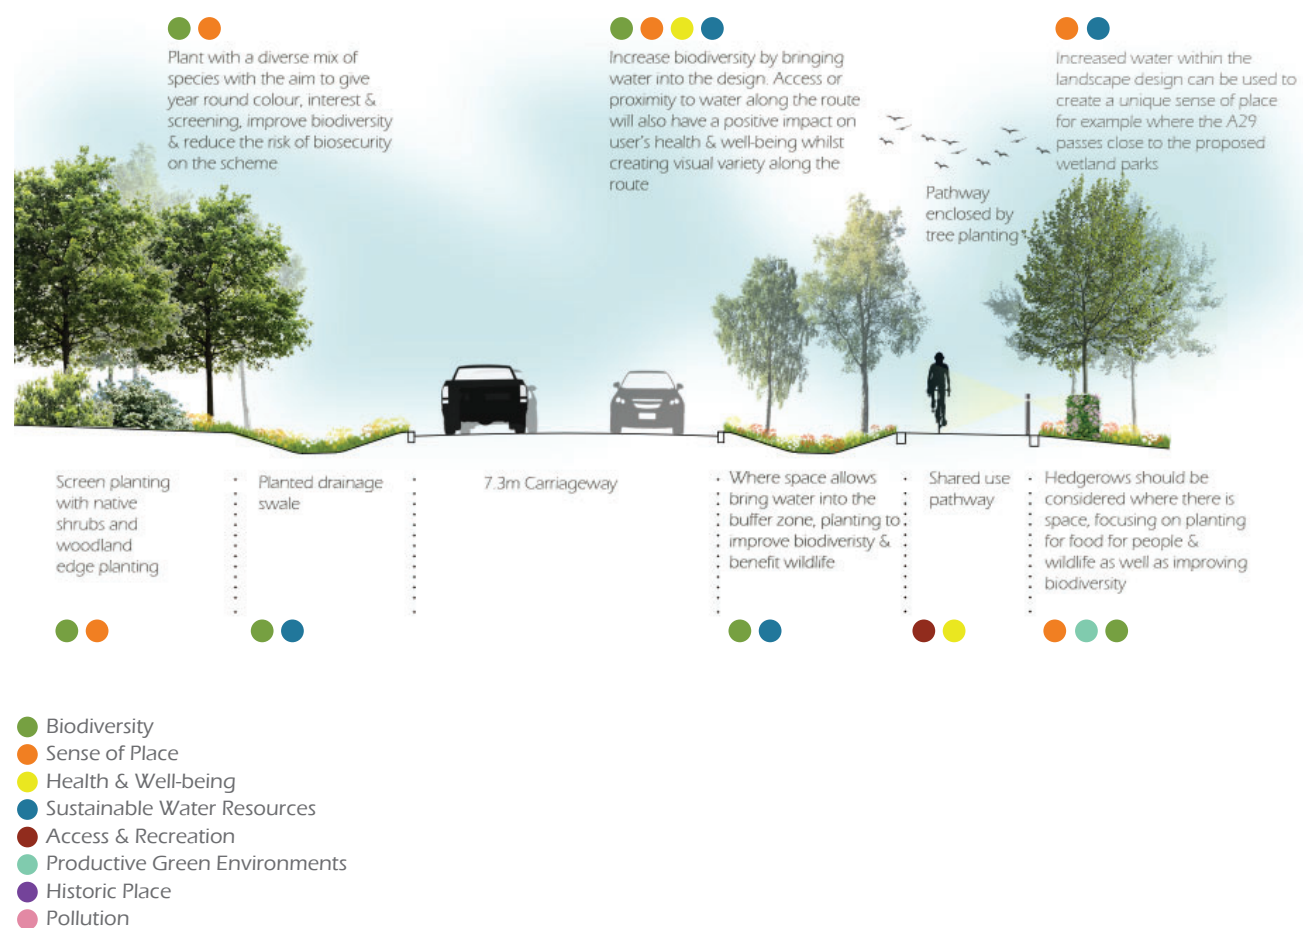 Plant with a diverse mix of
species with the aim to give
year round colour, interest &
screening, improve biodiversity
& reduce the risk of biosecurity
on the scheme
Increase biodiversity by bringing
water into the design. Access or
proximity to water along the route
will also have a positive impact on
user's health & well-being whilst
creating visual variety along the
route
Increased water within the
landscape design can be used to
create a unique sense of place
for example where the A29
passes close to the proposed
wetland parks
Pathway
enclosed by
tree planting
Screen planting
with native
shrubs and
woodland
edge planting
Planted drainage
swale
7.3m Carriageway
Where space allows
bring water into the
buffer zone, planting to
improve biodiveristy &
benefit wildlife
Shared use
pathway
Hedgerows should be
considered where there is
space, focusing on planting
for food for people &
wildlife as well as improving
biodiversity
Biodiversity
Sense of Place
Health & Well-being
Sustainable Water Resources
Access & Recreation
Productive Green Environments
Historic Place
Pollution